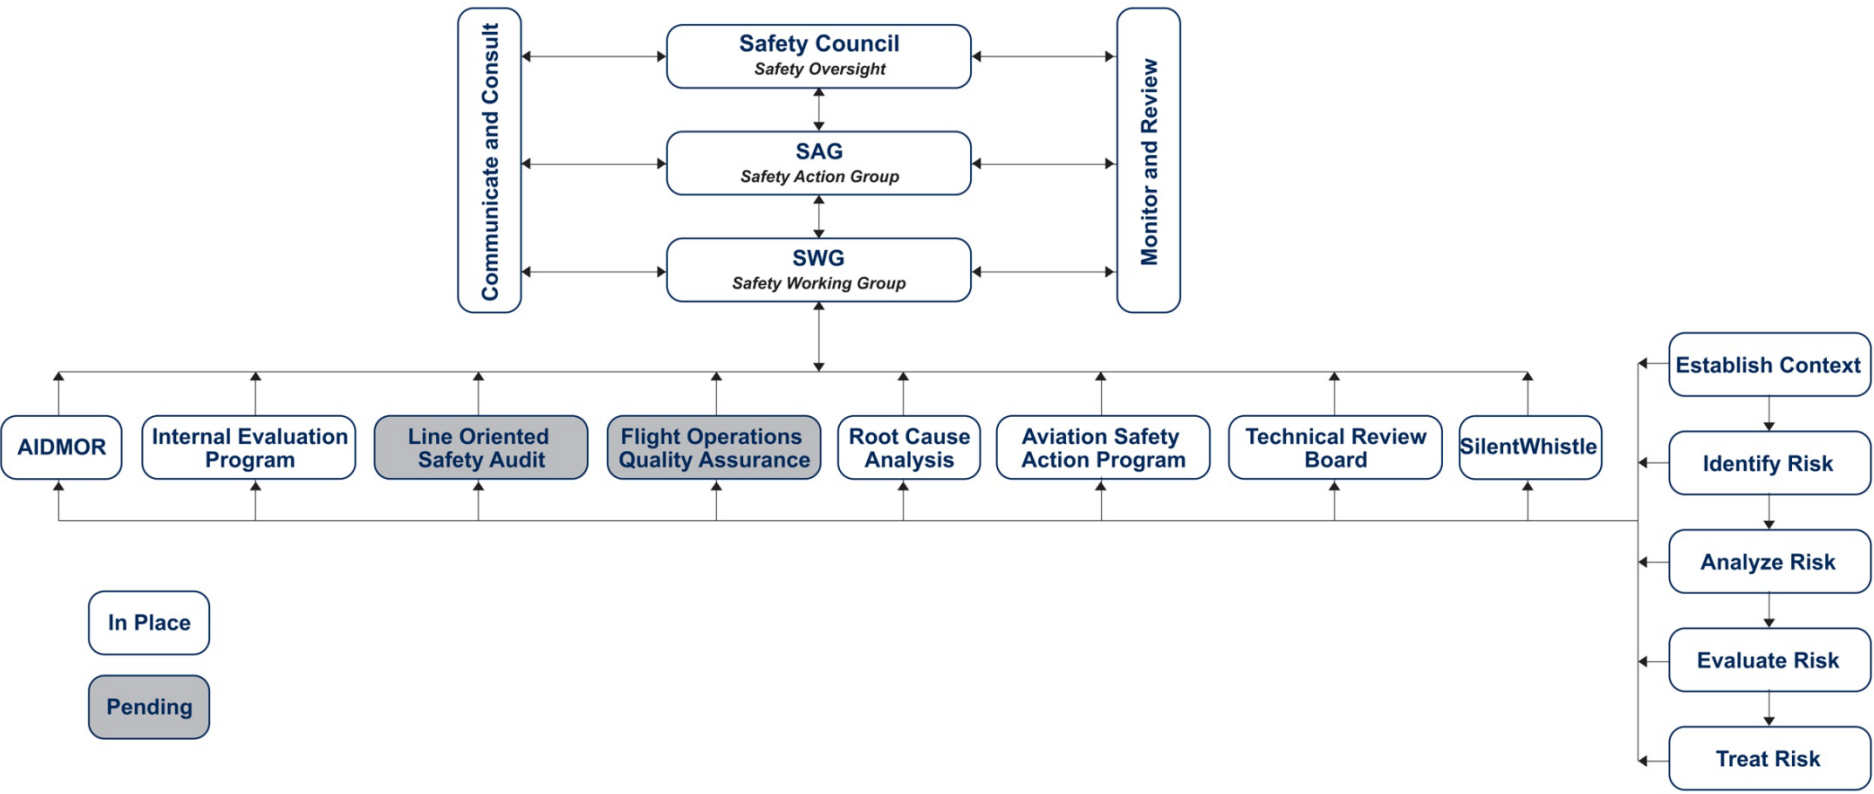 Communicate and Consult
Safety Council
Safety Oversight
SAG
Safety Action Group
SWG
Safety Working Group
Monitor and Review
AIDMOR
Internal Evaluation
Program
Line Oriented
Safety Audit
Flight Operations
Quality Assurance
Root Cause
Analysis
Aviation Safety
Action Program
Technical Review
Board
SilentWhistle
Establish Context
Identify Risk
Analyze Risk
Evaluate Risk
Treat Risk
In Place
Pending